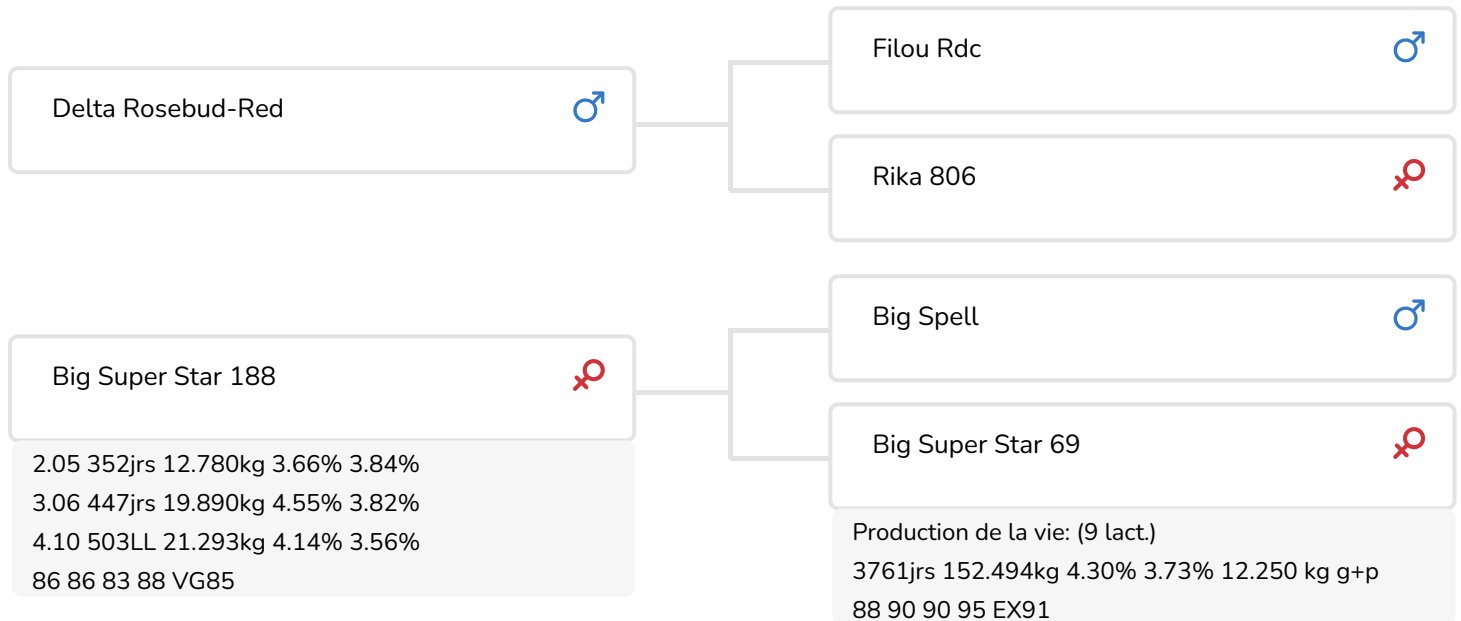 Delta Rosebud-Red
Filou Rdc
Rika 806
Big Super Star 188
2.05 352jrs 12.780kg 3.66% 3.84%
3.06 447jrs 19.890kg 4.55% 3.82%
4.10 503LL 21.293kg 4.14% 3.56%
86 86 83 88 VG85
Big Spell
Big Super Star 69
Production de la vie: (9 lact.)
3761jrs 152.494kg 4.30% 3.73% 12.250 kg g+p
88 90 90 95 EX91